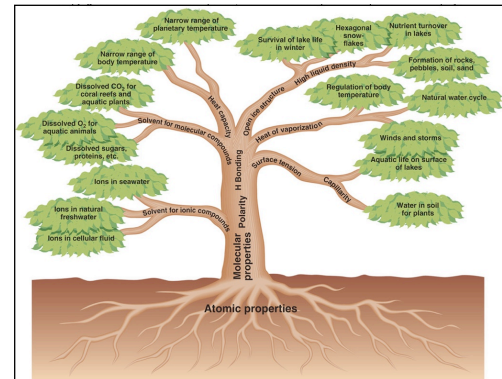 Narrow range of
planetary temperature
Narrow range of
body temperature
Dissolved CO₂ for
coral reefs and
aquatic plants
Dissolved O₂ for
aquatic animals
Dissolved sugars,
proteins, etc.
Ions in seawater
Ions in natural
freshwater
Ions in cellular fluid
Heat capacity
Solvent for molecular compounds
Solvent for ionic compounds
Survival of lake life
in winter
Hexagonal
snow-
flakes
Nutrient turnover
in lakes
Formation of rocks,
pebbles, soil, sand
Regulation of body
temperature
Natural water cycle
Winds and storms
Aquatic life on surface
of lakes
Water in soil
for plants
Open ice structure
High liquid density
Heat of vaporization
Surface tension
Capillarity
H Bonding
Polarity
Molecular
properties
Atomic properties